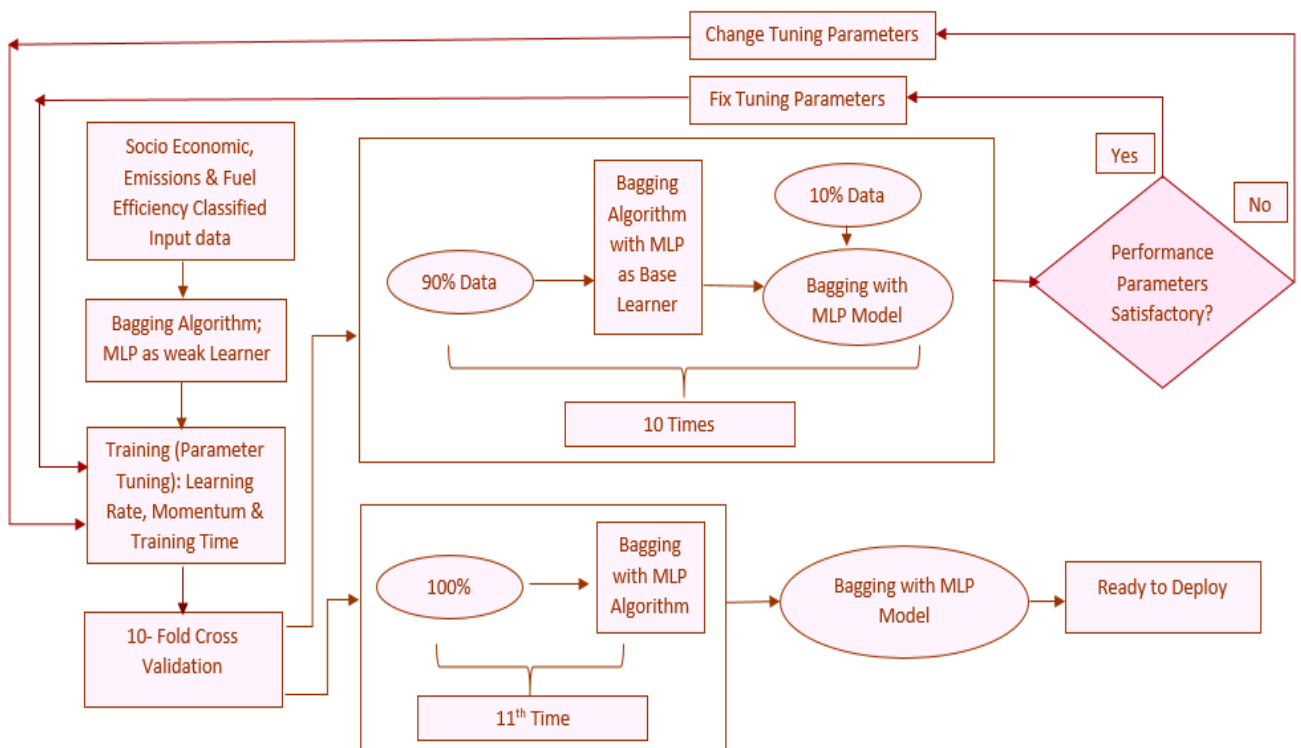 Change Tuning Parameters
Fix Tuning Parameters
Socio Economic,
Emissions & Fuel
Efficiency Classified
Input data
Bagging Algorithm;
MLP as weak Learner
Training (Parameter
Tuning): Learning
Rate, Momentum &
Training Time
10- Fold Cross
Validation
90% Data
Bagging
Algorithm
with MLP
as Base
Learner
10% Data
Bagging with
MLP Model
10 Times
Yes
No
Performance
Parameters
Satisfactory?
100%
Bagging
with MLP
Algorithm
11th Time
Bagging with MLP
Model
Ready to Deploy